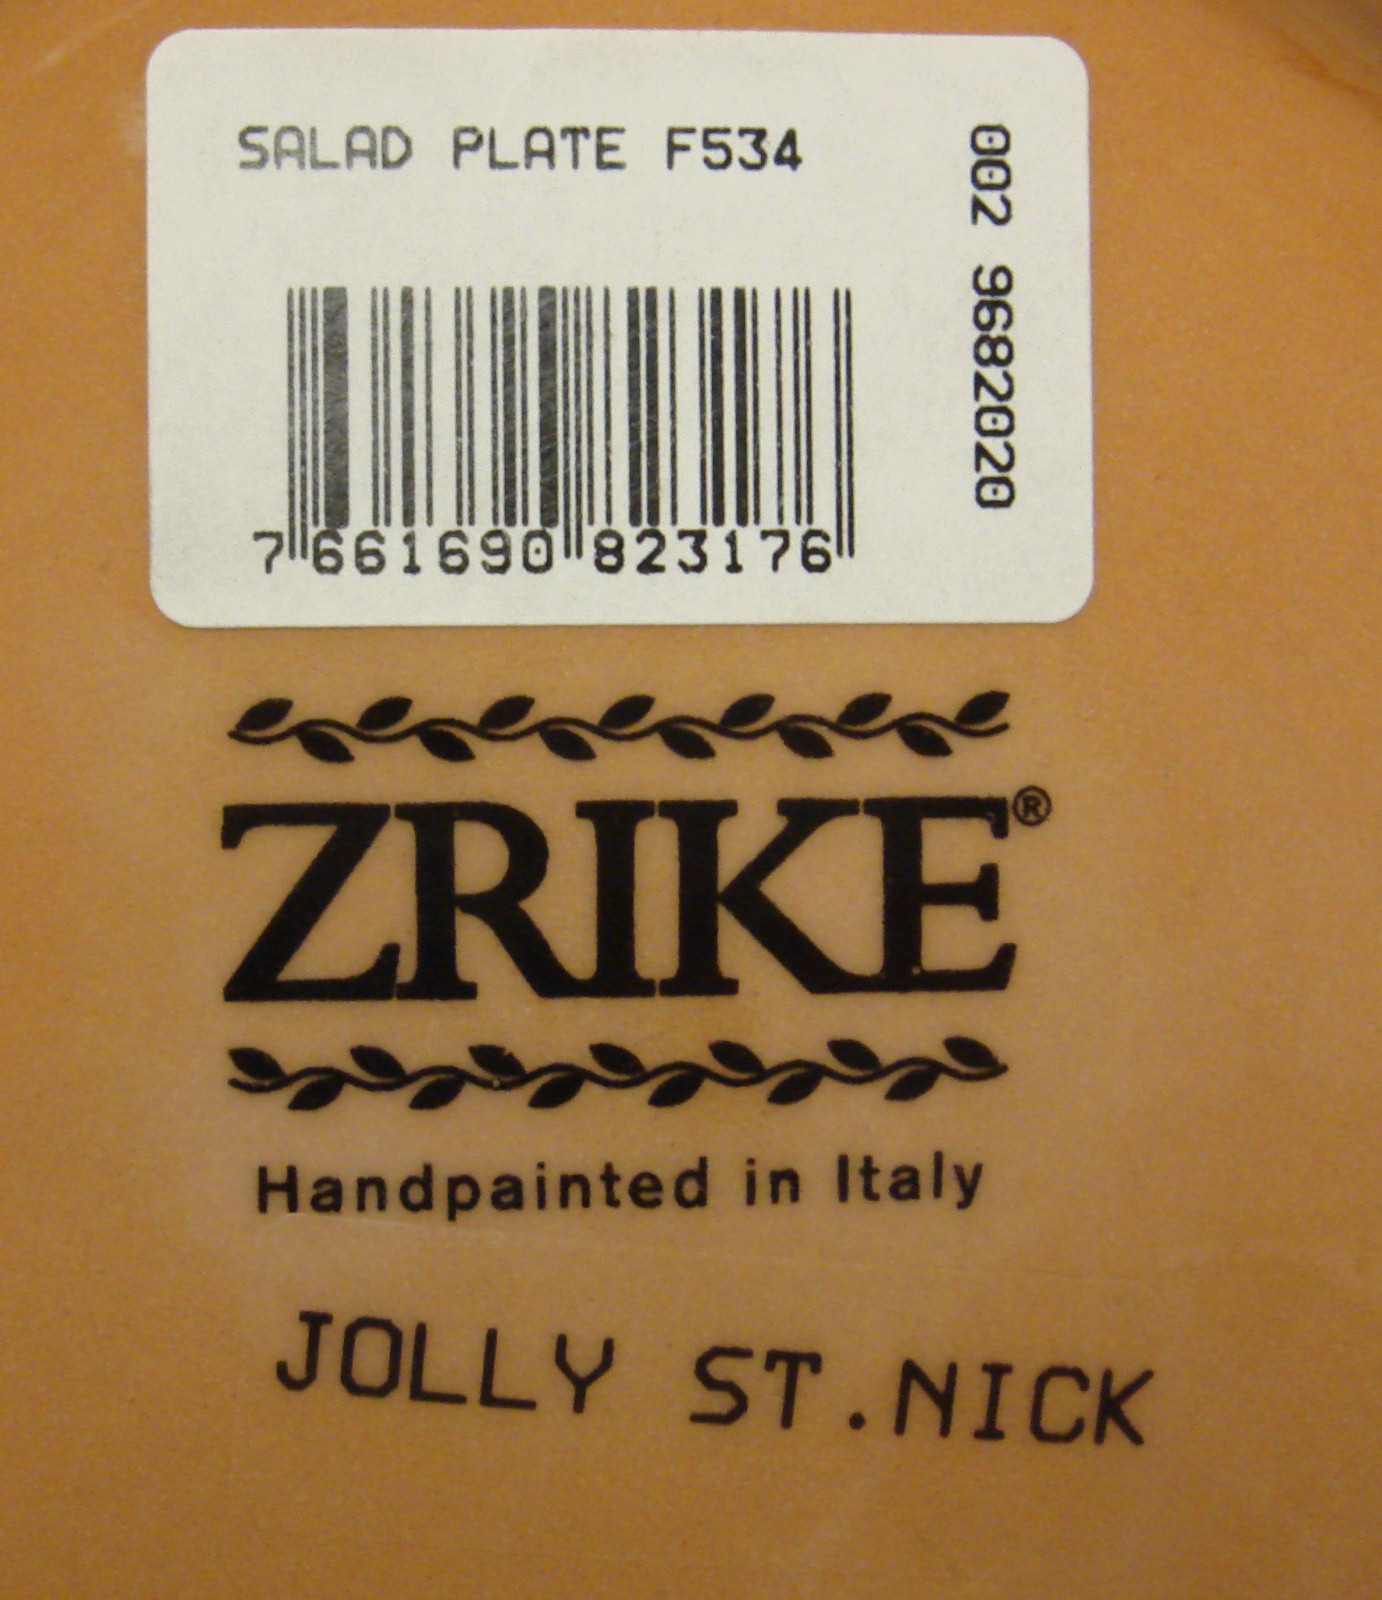 SALAD PLATE F534
002 9682020
7 661690 823176
ZRIKE®
Handpainted in Italy
JOLLY ST.NICK